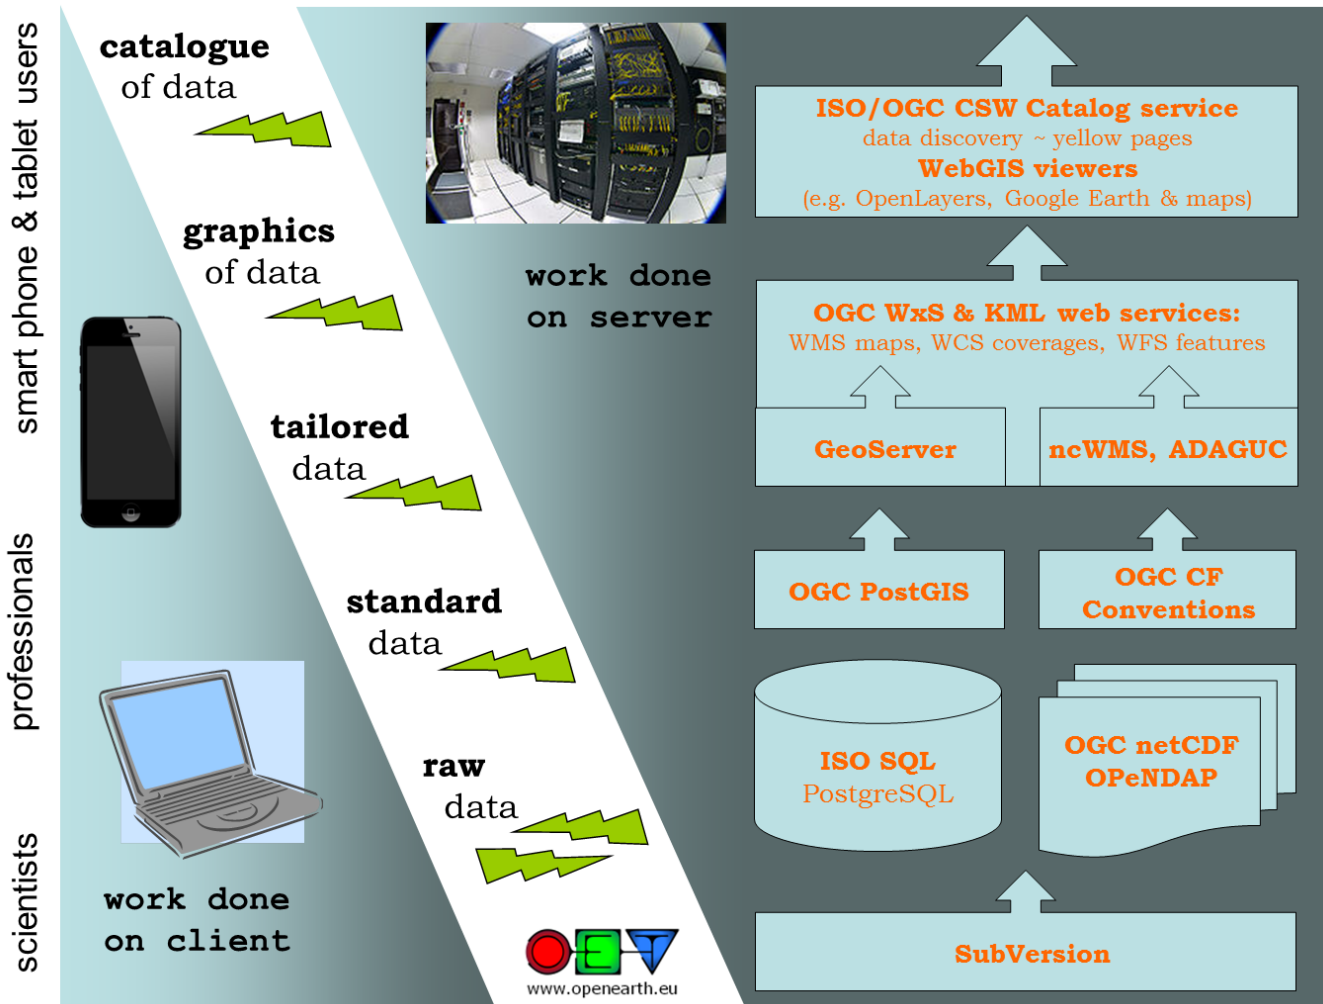 smart phone & tablet users
professionals
scientists
catalogue
of data
graphics
of data
tailored
data
standard
data
raw
data
work done
on client
www.openearth.eu
work done
on server
ISO/OGC CSW Catalog service
data discovery ~ yellow pages
WebGIS viewers
(e.g. OpenLayers, Google Earth & maps)
OGC WxS & KML web services:
WMS maps, WCS coverages, WFS features
GeoServer
ncWMS, ADAGUC
OGC PostGIS
OGC CF
Conventions
ISO SQL
PostgreSQL
OGC netCDF
OPeNDAP
SubVersion